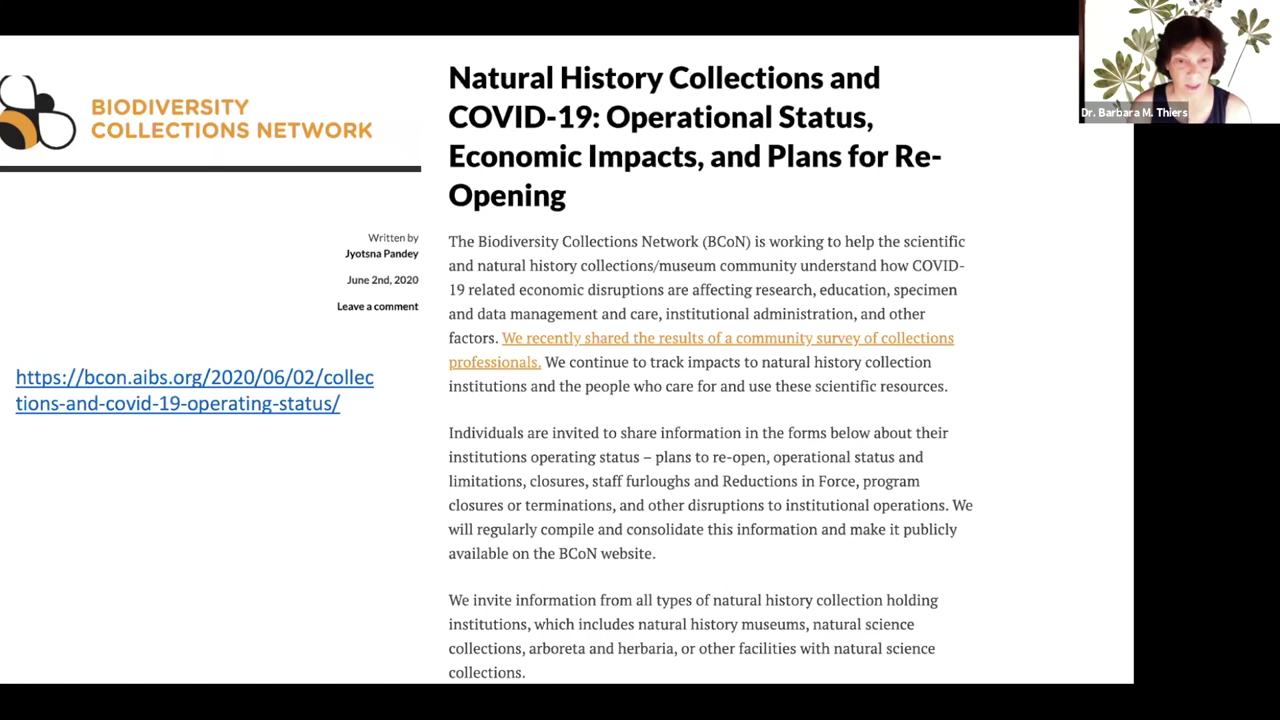 BIODIVERSITY
COLLECTIONS NETWORK
Written by
Jyotsna Pandey
June 2nd, 2020
Leave a comment
https://bcon.aibs.org/2020/06/02/collec
tions-and-covid-19-operating-status/
Natural History Collections and
COVID-19: Operational Status,
Economic Impacts, and Plans for Re-
Opening
The Biodiversity Collections Network (BCoN) is working to help the scientific
and natural history collections/museum community understand how COVID-
19 related economic disruptions are affecting research, education, specimen
and data management and care, institutional administration, and other
factors. We recently shared the results of a community survey of collections
professionals. We continue to track impacts to natural history collection
institutions and the people who care for and use these scientific resources.
Individuals are invited to share information in the forms below about their
institutions operating status – plans to re-open, operational status and
limitations, closures, staff furloughs and Reductions in Force, program
closures or terminations, and other disruptions to institutional operations. We
will regularly compile and consolidate this information and make it publicly
available on the BCoN website.
We invite information from all types of natural history collection holding
institutions, which includes natural history museums, natural science
collections, arboreta and herbaria, or other facilities with natural science
collections.
Dr. Barbara M. Thiers